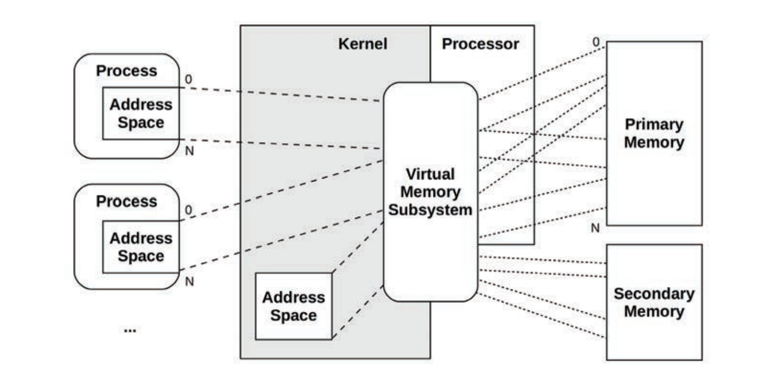 Kernel
Processor
Process
0
Address
Space
N
Process
0
Address
Space
N
...
Address
Space
Virtual
Memory
Subsystem
0
Primary
Memory
N
Secondary
Memory